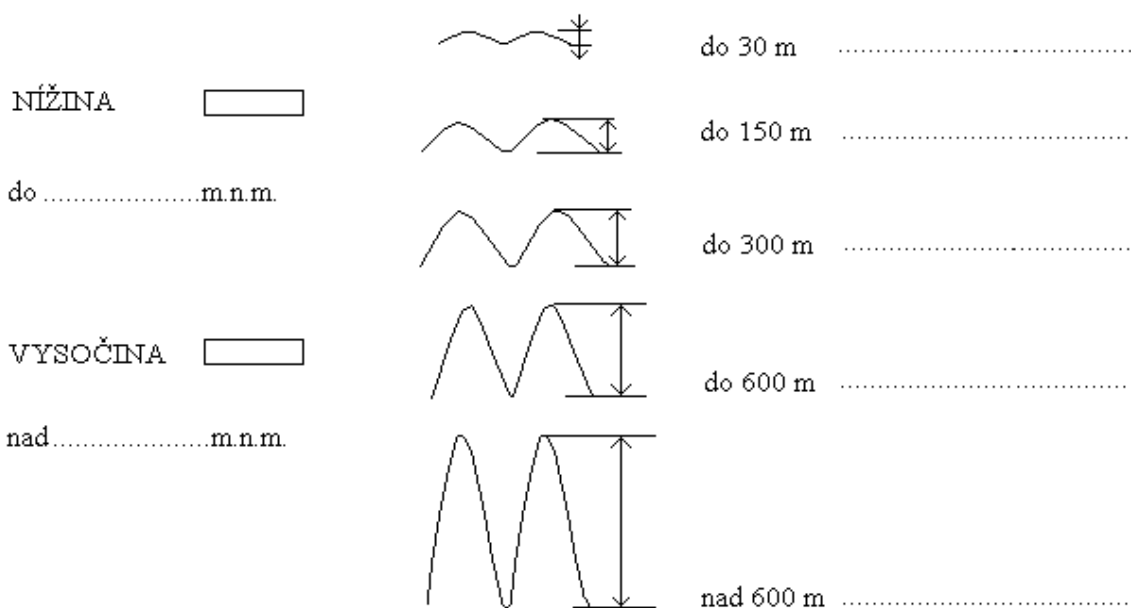 do 30 m ........................................
NÍŽINA
do 150 m ........................................
do ......................m.n.m.
do 300 m ........................................
VYSOČINA
do 600 m ........................................
nad ......................m.n.m.
nad 600 m ........................................